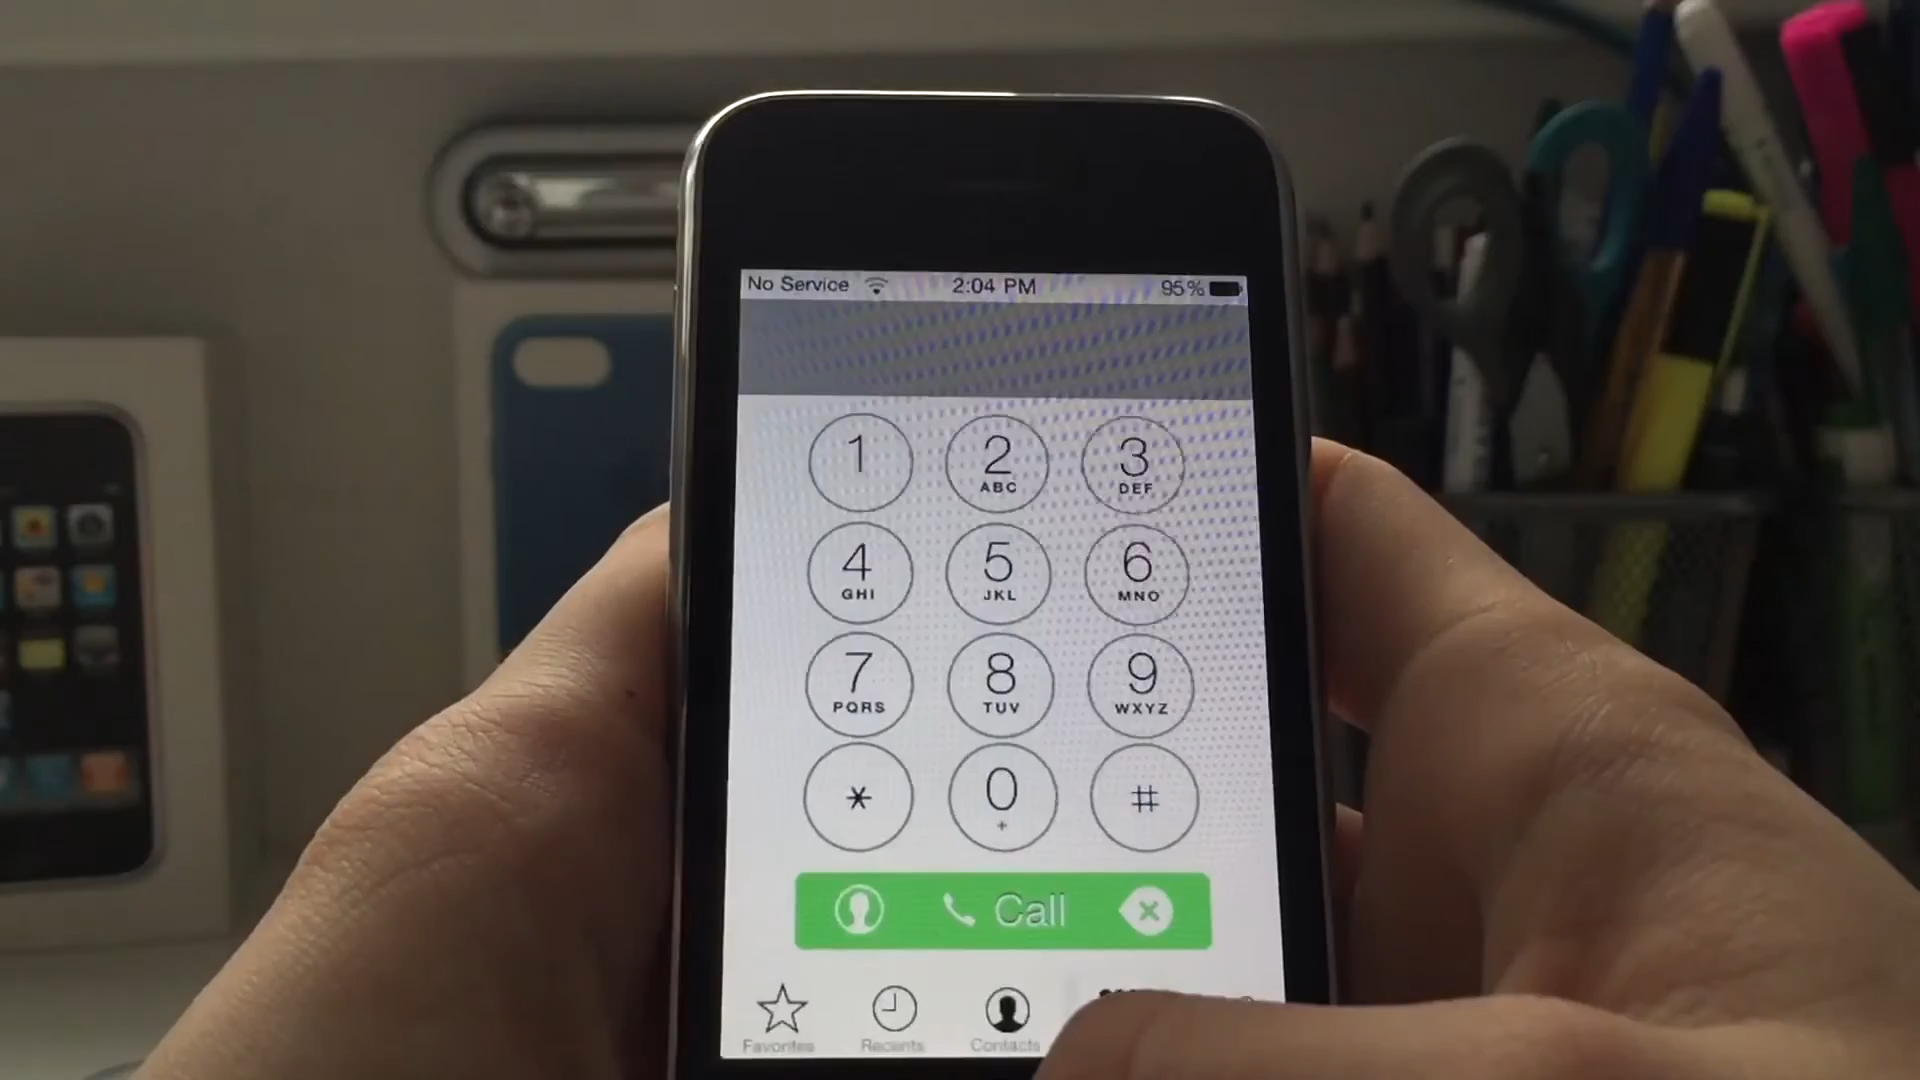 No Service 2:04 PM 95%
1 2 3
ABC DEF
4 5 6
GHI JKL MNO
7 8 9
PQRS TUV WXYZ
* 0 #
+
Call
Favorites Recents Contacts